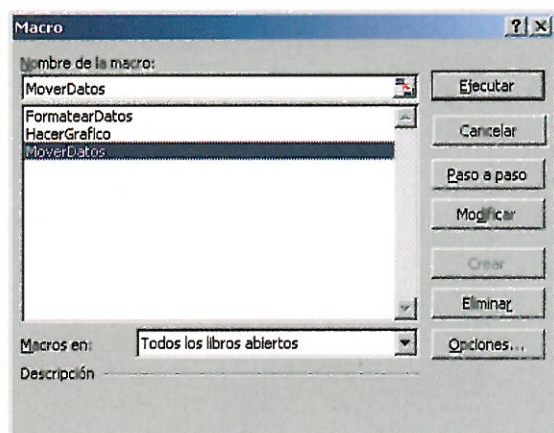 Macro
Nombre de la macro:
MoverDatos
Ejecutar
FormatearDatos
HacerGrafico
MoverDatos
Cancelar
Paso a paso
Modificar
Crear
Eliminar
Macros en:
Todos los libros abiertos
Opciones...
Descripción